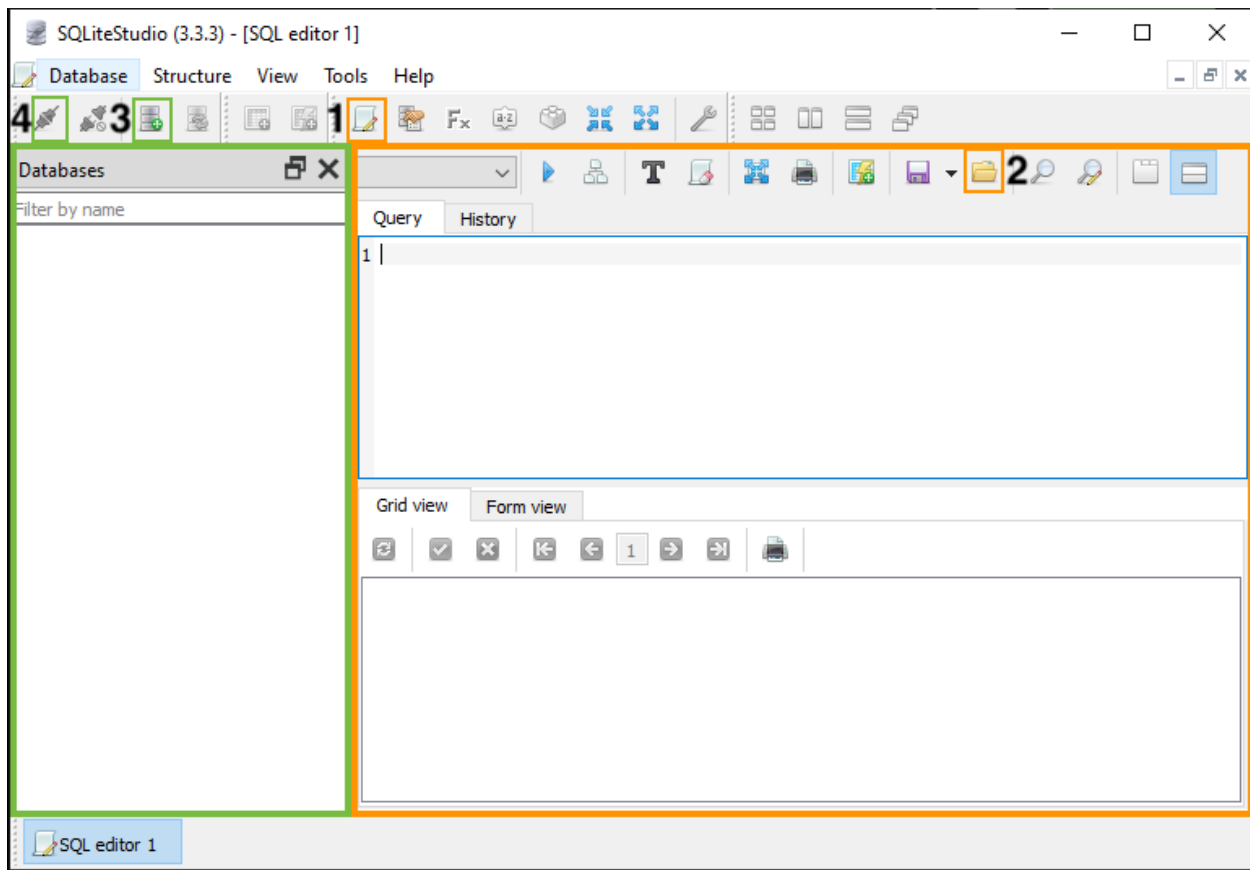 SQLiteStudio (3.3.3) - [SQL editor 1]
Database Structure View Tools Help
4 3 1 Fx a·z
Databases
T 2
Filter by name
Query History
1
Grid view Form view
1
SQL editor 1